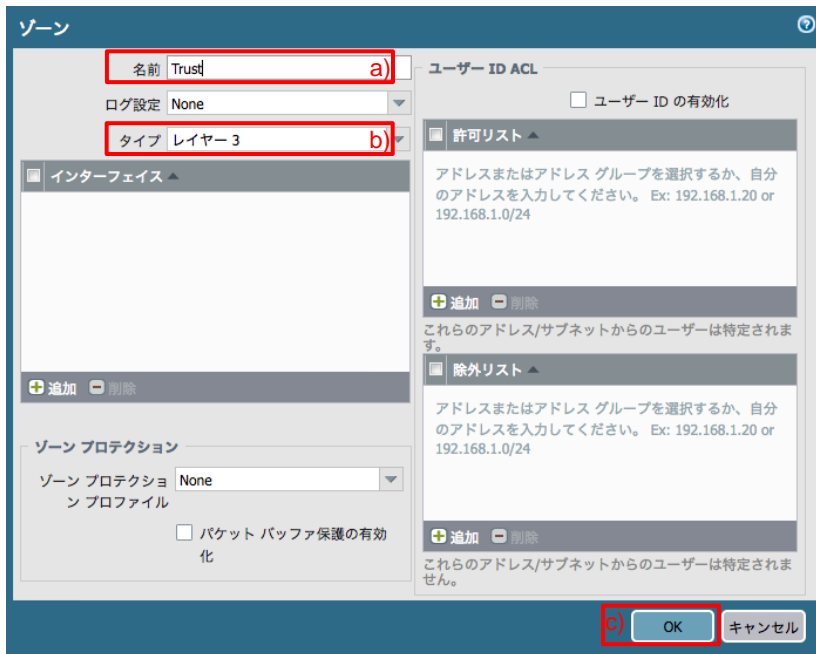 ゾーン
名前 Trust a)
ログ設定 None
タイプ レイヤー 3 b)
インターフェイス
追加 削除
ゾーン プロテクション
ゾーン プロテクショ
ン プロファイル
None
パケット バッファ保護の有効
化
ユーザー ID ACL
ユーザー ID の有効化
許可リスト
アドレスまたはアドレス グループを選択するか、自分
のアドレスを入力してください。 Ex: 192.168.1.20 or
192.168.1.0/24
追加 削除
これらのアドレス/サブネットからのユーザーは特定されま
す。
除外リスト
アドレスまたはアドレス グループを選択するか、自分
のアドレスを入力してください。 Ex: 192.168.1.20 or
192.168.1.0/24
追加 削除
これらのアドレス/サブネットからのユーザーは特定されま
せん。
c) OK キャンセル